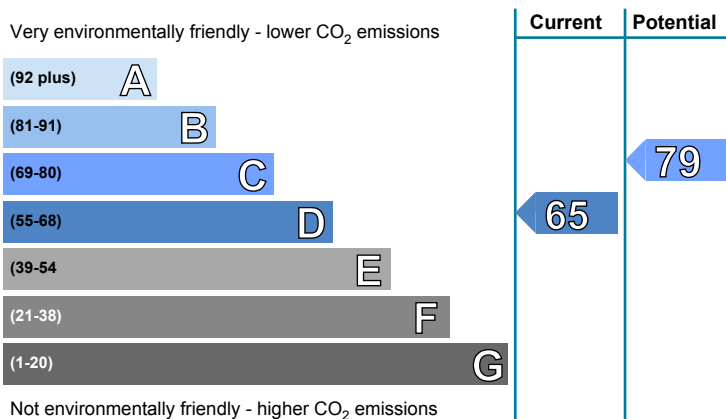 Very environmentally friendly - lower CO2 emissions
Current
Potential
(92 plus) A
(81-91) B
(69-80) C
79
(55-68) D
65
(39-54 E
(21-38) F
(1-20) G
Not environmentally friendly - higher CO2 emissions